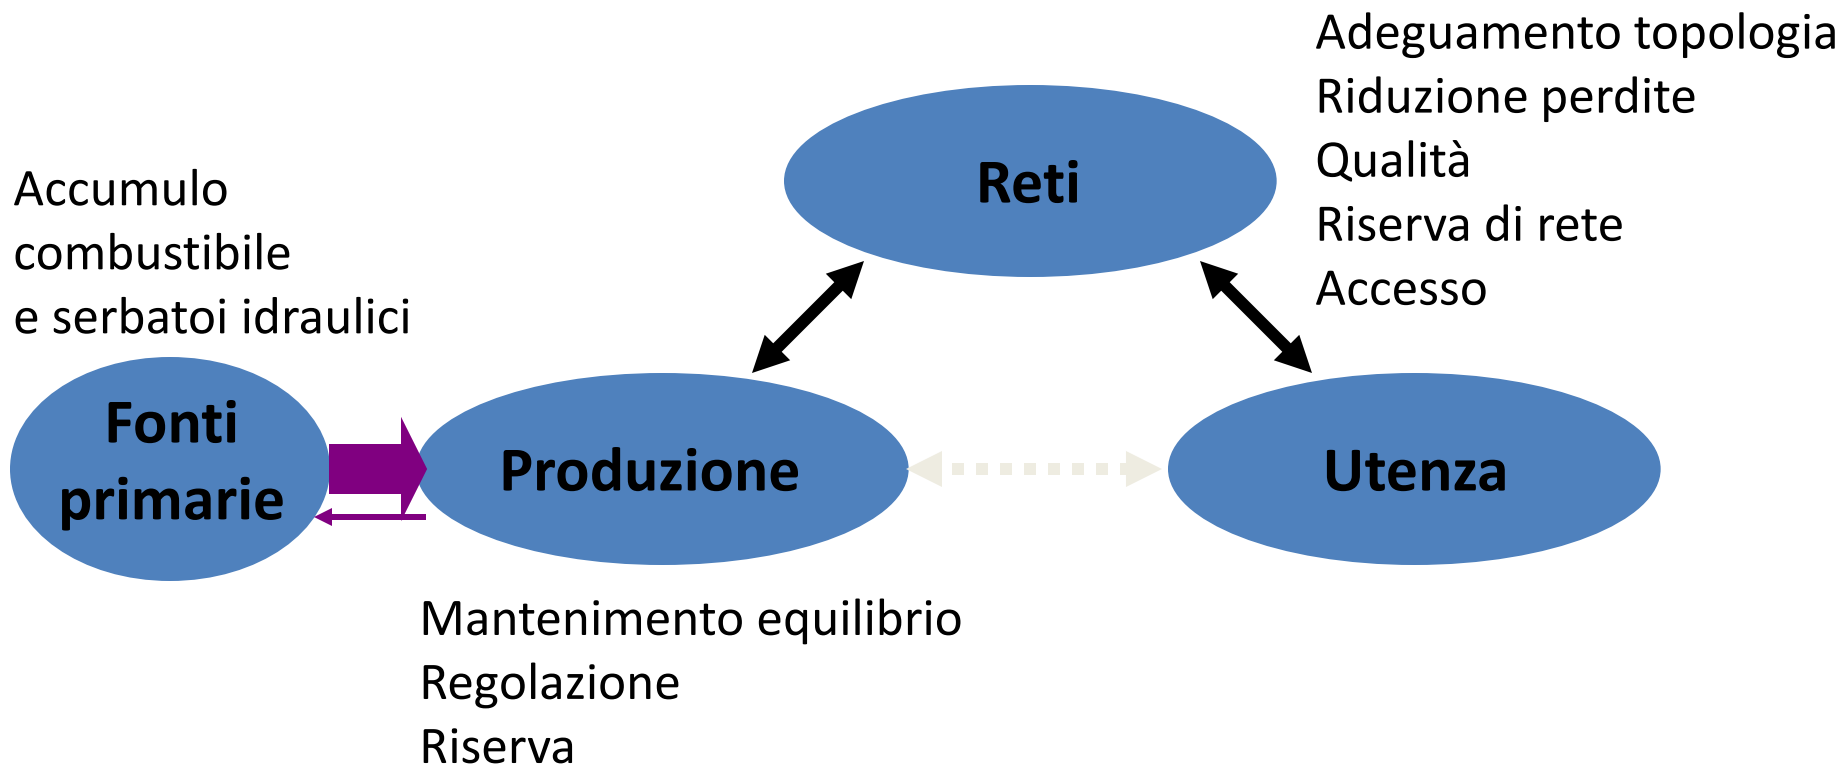 Adeguamento topologia
Riduzione perdite
Qualità
Riserva di rete
Accesso
Reti
Accumulo
combustibile
e serbatoi idraulici
Fonti
primarie
Produzione
Utenza
Mantenimento equilibrio
Regolazione
Riserva